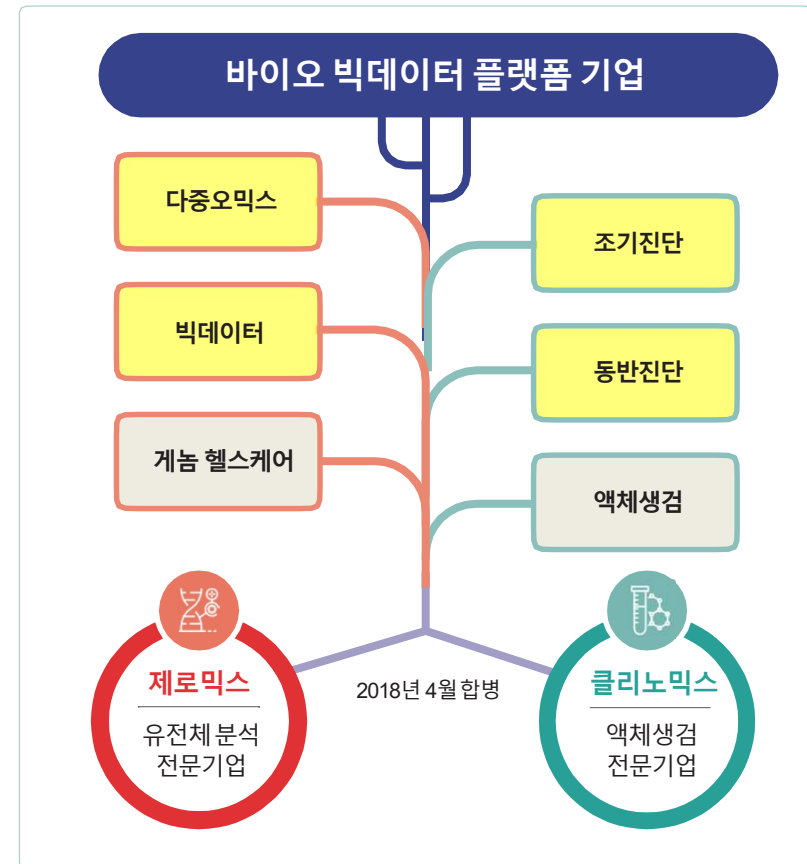 바이오 빅데이터 플랫폼 기업
다중오믹스
조기진단
빅데이터
동반진단
게놈 헬스케어
액체생검
제로믹스
유전체 분석
전문기업
2018년 4월 합병
클리노믹스
액체생검
전문기업